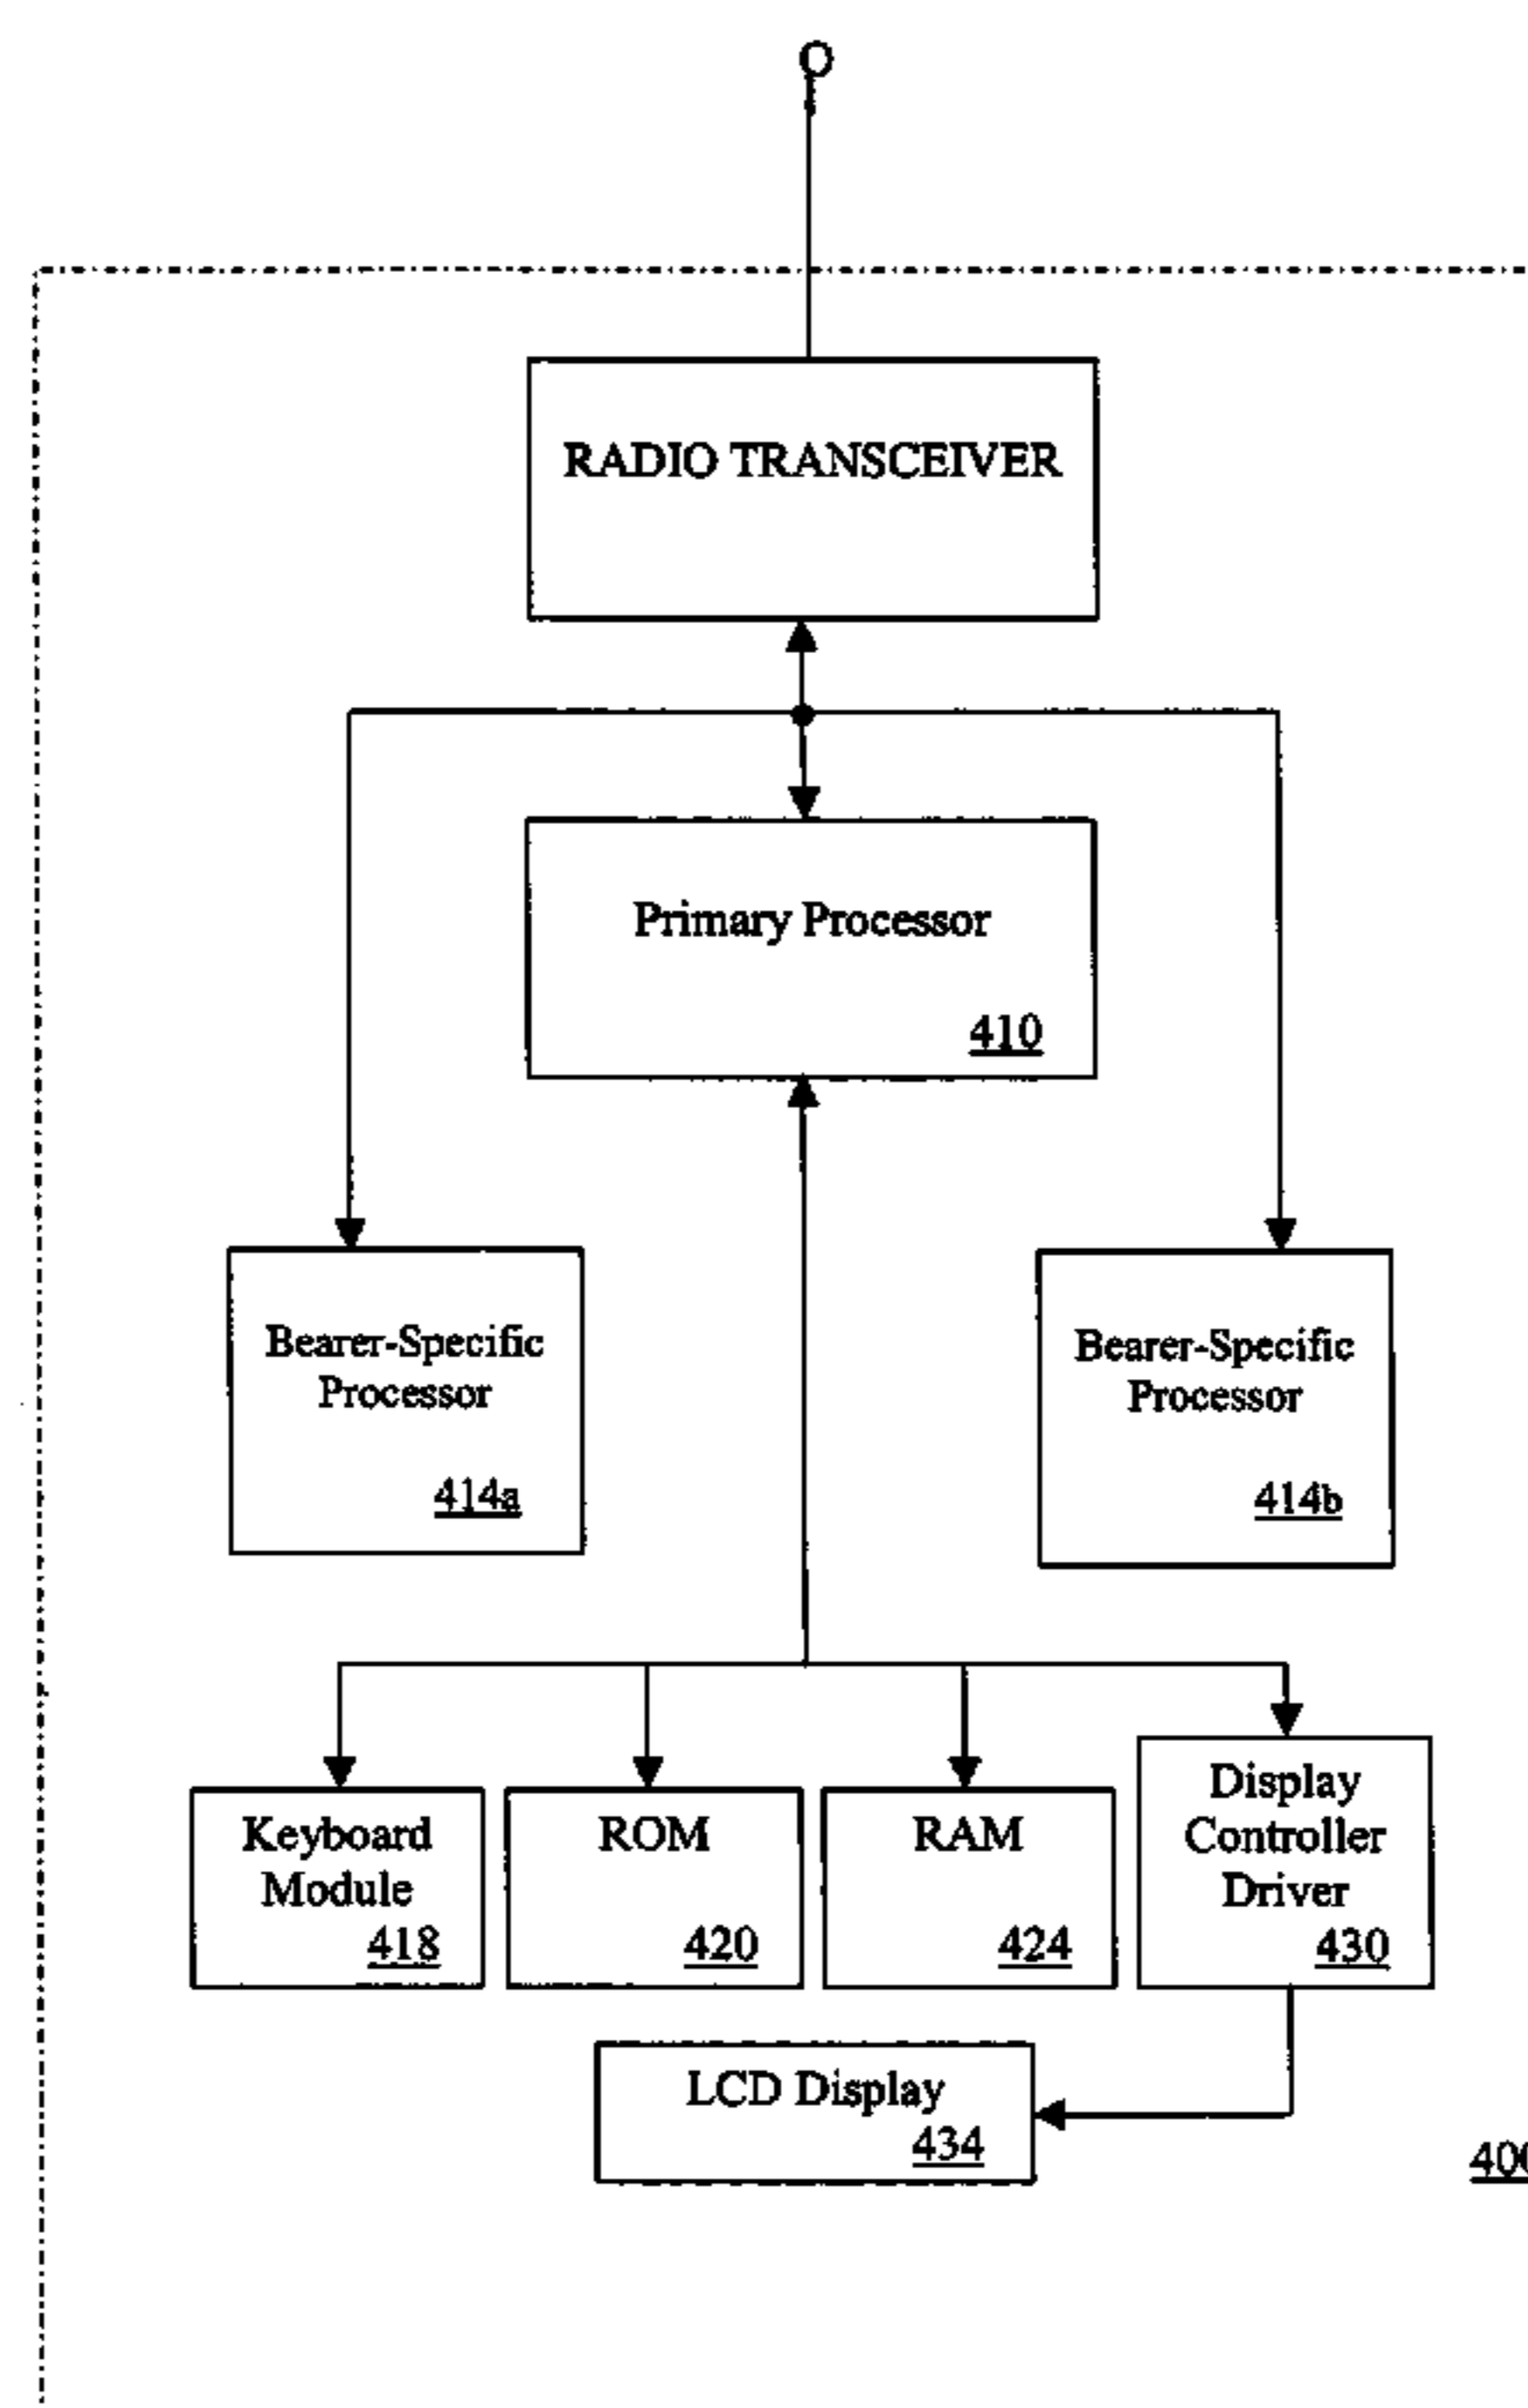 RADIO TRANSCEIVER
Primary Processor
410
Bearer-Specific
Processor
414a
Bearer-Specific
Processor
414b
Keyboard
Module
418
ROM
420
RAM
424
Display
Controller
Driver
430
LCD Display
434
400